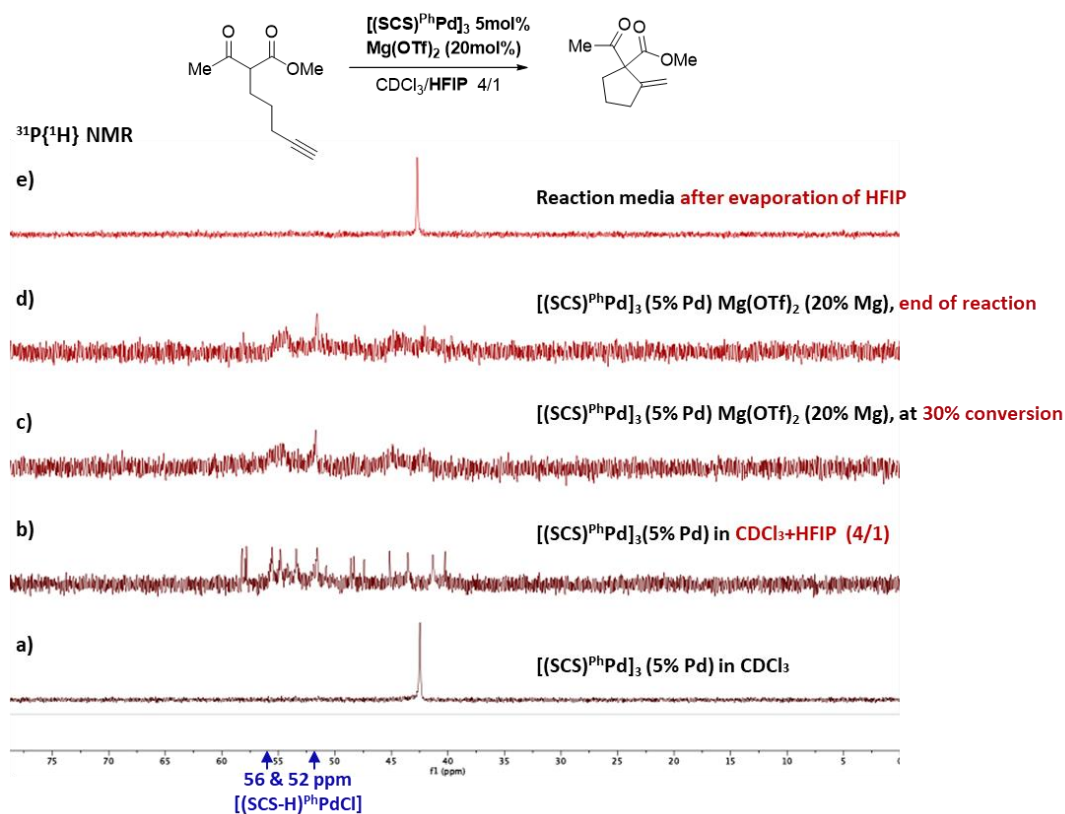 [(SCS)ᴾʰPd]₃ 5mol%
Mg(OTf)₂ (20mol%)
CDCl₃/HFIP 4/1
O O
Me OMe
O O
Me OMe
³¹P{¹H} NMR
e)
Reaction media after evaporation of HFIP
d)
[(SCS)ᴾʰPd]₃ (5% Pd) Mg(OTf)₂ (20% Mg), end of reaction
c)
[(SCS)ᴾʰPd]₃ (5% Pd) Mg(OTf)₂ (20% Mg), at 30% conversion
b)
[(SCS)ᴾʰPd]₃(5% Pd) in CDCl₃+HFIP (4/1)
a)
[(SCS)ᴾʰPd]₃ (5% Pd) in CDCl₃
75 70 65 60 55 50 45 40 35 30 25 20 15 10 5
f1 (ppm)
56 & 52 ppm
[(SCS-H)ᴾʰPdCl]